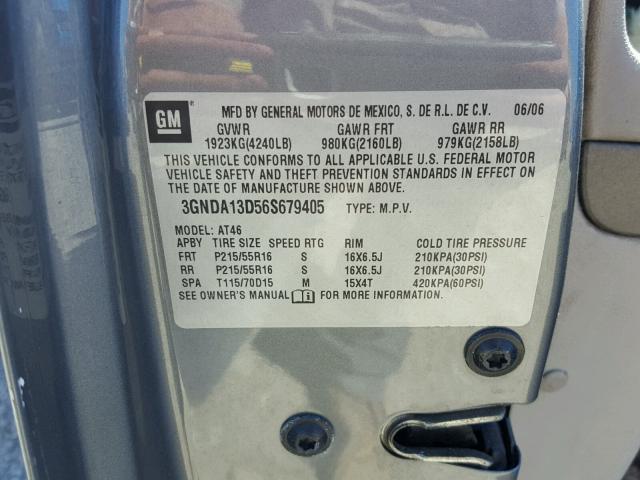 GM® MFD BY GENERAL MOTORS DE MEXICO, S. DE R.L. DE C.V. 06/06
GVWR GAWR FRT GAWR RR
1923KG(4240LB) 980KG(2160LB) 979KG(2158LB)
THIS VEHICLE CONFORMS TO ALL APPLICABLE U.S. FEDERAL MOTOR
VEHICLE SAFETY AND THEFT PREVENTION STANDARDS IN EFFECT ON
THE DATE OF MANUFACTURE SHOWN ABOVE.
3GNDA13D56S679405 TYPE: M.P.V.
MODEL: AT46
APBY TIRE SIZE SPEED RTG RIM COLD TIRE PRESSURE
FRT P215/55R16 S 16X6.5J 210KPA(30PSI)
RR P215/55R16 S 16X6.5J 210KPA(30PSI)
SPA T115/70D15 M 15X4T 420KPA(60PSI)
SEE OWNER'S MANUAL FOR MORE INFORMATION.